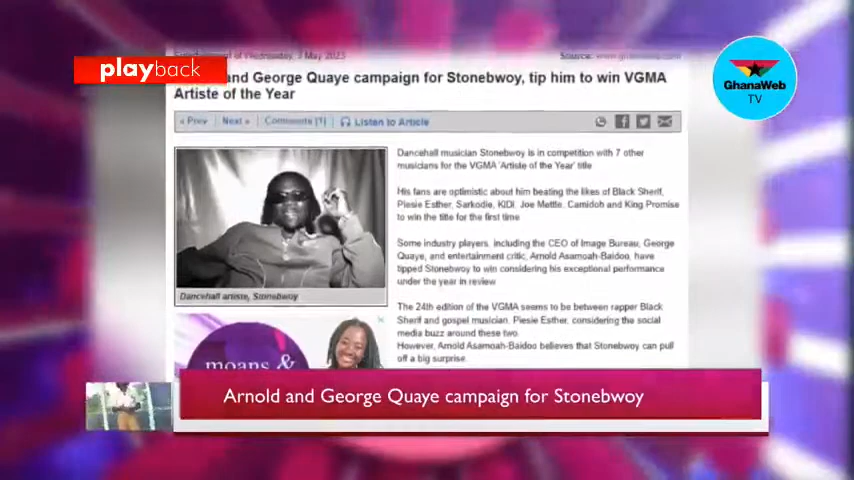 of Wednesday, 3 May 2023
Source:
playback
and George Quaye campaign for Stonebwoy, tip him to win VGMA
Artiste of the Year
GhanaWeb
TV
« Prev
Next »
Comments (1)
Listen to Article
Dancehall musician Stonebwoy is in competition with 7 other
musicians for the VGMA 'Artiste of the Year' title
His fans are optimistic about him beating the likes of Black Sherif,
Piesie Esther, Sarkodie, KiDi, Joe Mettle, Camidoh and King Promise
to win the title for the first time
Some industry players, including the CEO of Image Bureau, George
Quaye, and entertainment critic, Arnold Asamoah-Baidoo, have
tipped Stonebwoy to win considering his exceptional performance
under the year in review
Dancehall artiste, Stonebwoy
The 24th edition of the VGMA seems to be between rapper Black
Sherif and gospel musician, Piesie Esther, considering the social
media buzz around these two.
However, Arnold Asamoah-Baidoo believes that Stonebwoy can pull
off a big surprise.
moans &
Arnold and George Quaye campaign for Stonebwoy